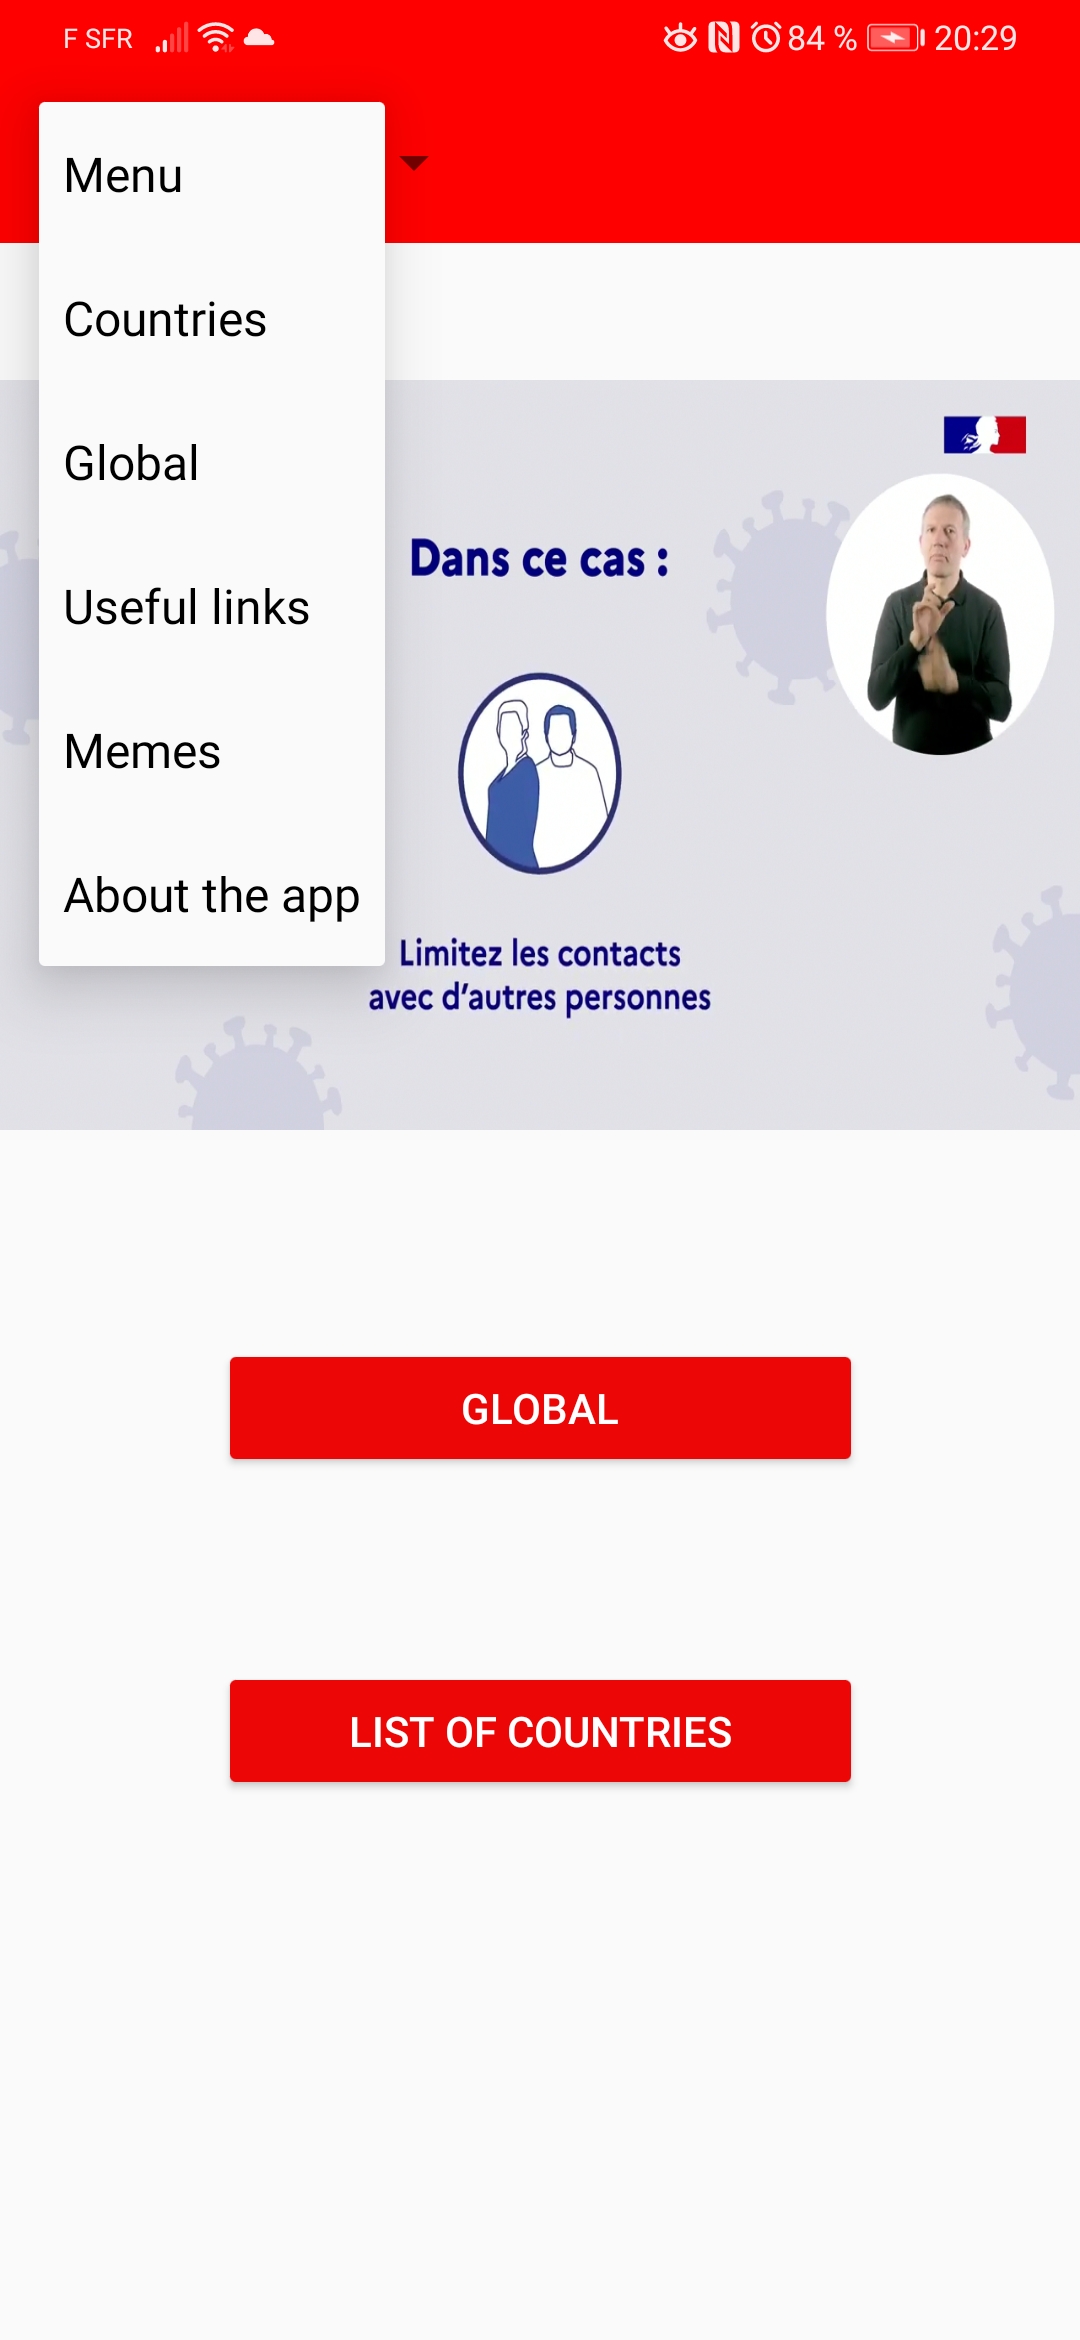 F SFR
84 %
20:29
Menu
Countries
Global
Useful links
Memes
About the app
Dans ce cas :
Limitez les contacts
avec d’autres personnes
GLOBAL
LIST OF COUNTRIES